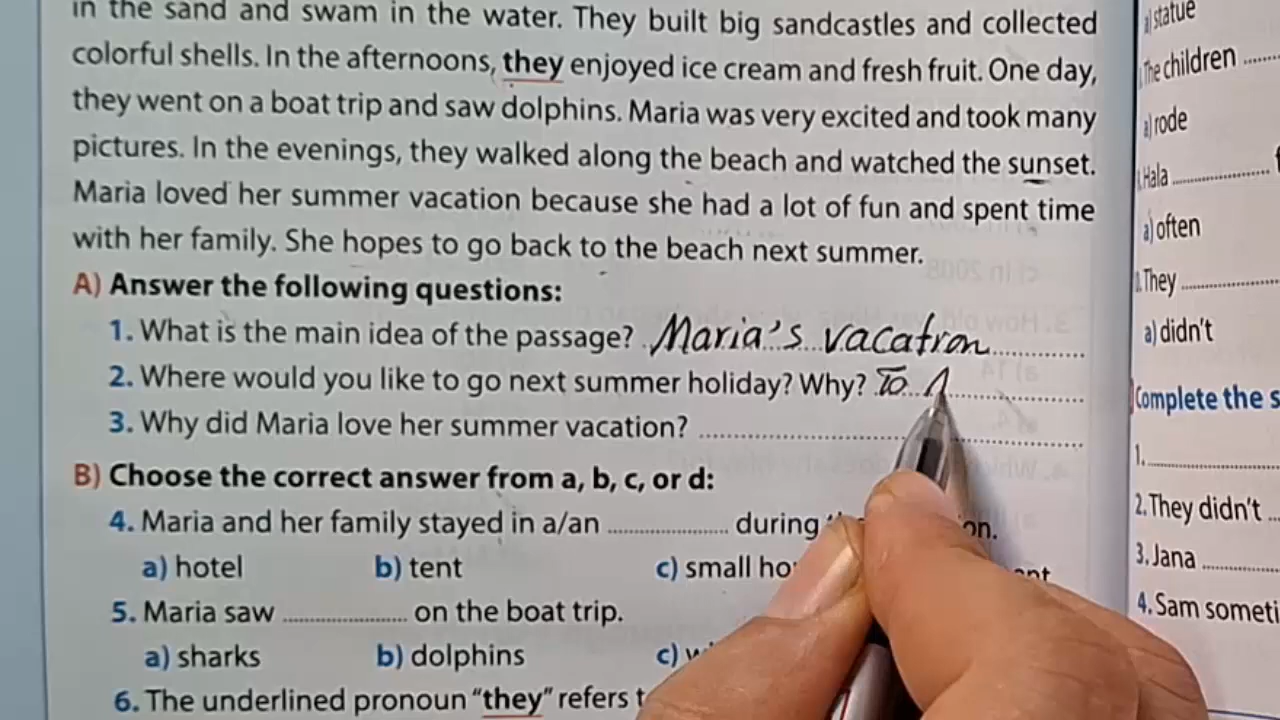 in the sand and swam in the water. They built big sandcastles and collected
colorful shells. In the afternoons, they enjoyed ice cream and fresh fruit. One day,
they went on a boat trip and saw dolphins. Maria was very excited and took many
pictures. In the evenings, they walked along the beach and watched the sunset.
Maria loved her summer vacation because she had a lot of fun and spent time
with her family. She hopes to go back to the beach next summer.
A) Answer the following questions:
1. What is the main idea of the passage? Maria's vacation
2. Where would you like to go next summer holiday? Why? To A
3. Why did Maria love her summer vacation?
B) Choose the correct answer from a, b, c, or d:
4. Maria and her family stayed in a/an .................. during
a) hotel b) tent c) small
5. Maria saw .................. on the boat trip.
a) sharks b) dolphins c)
6. The underlined pronoun "they" refers
a) statue
The children ........
a) rode
Hala ..................
a) often
They ..................
a) didn't
Complete the
1. ..................
2. They didn't ...
3. Jana ..............
4. Sam